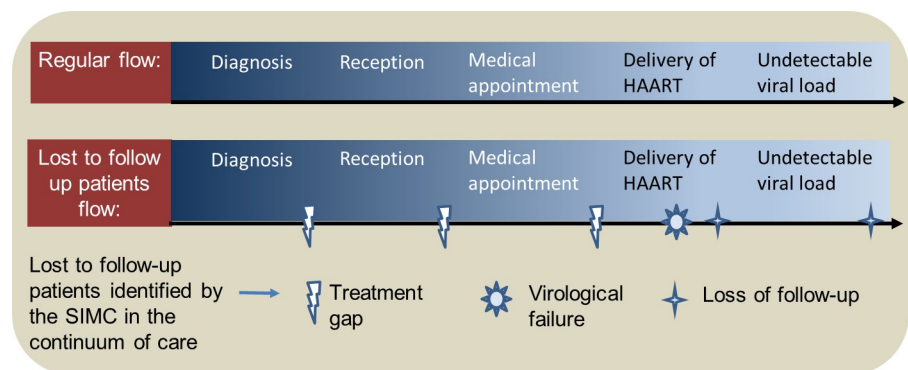 Regular flow:
Diagnosis
Reception
Medical
appointment
Delivery of
HAART
Undetectable
viral load
Lost to follow
up patients
flow:
Diagnosis
Reception
Medical
appointment
Delivery of
HAART
Undetectable
viral load
Lost to follow-up
patients identified by
the SIMC in the
continuum of care
Treatment
gap
Virological
failure
Loss of follow-up